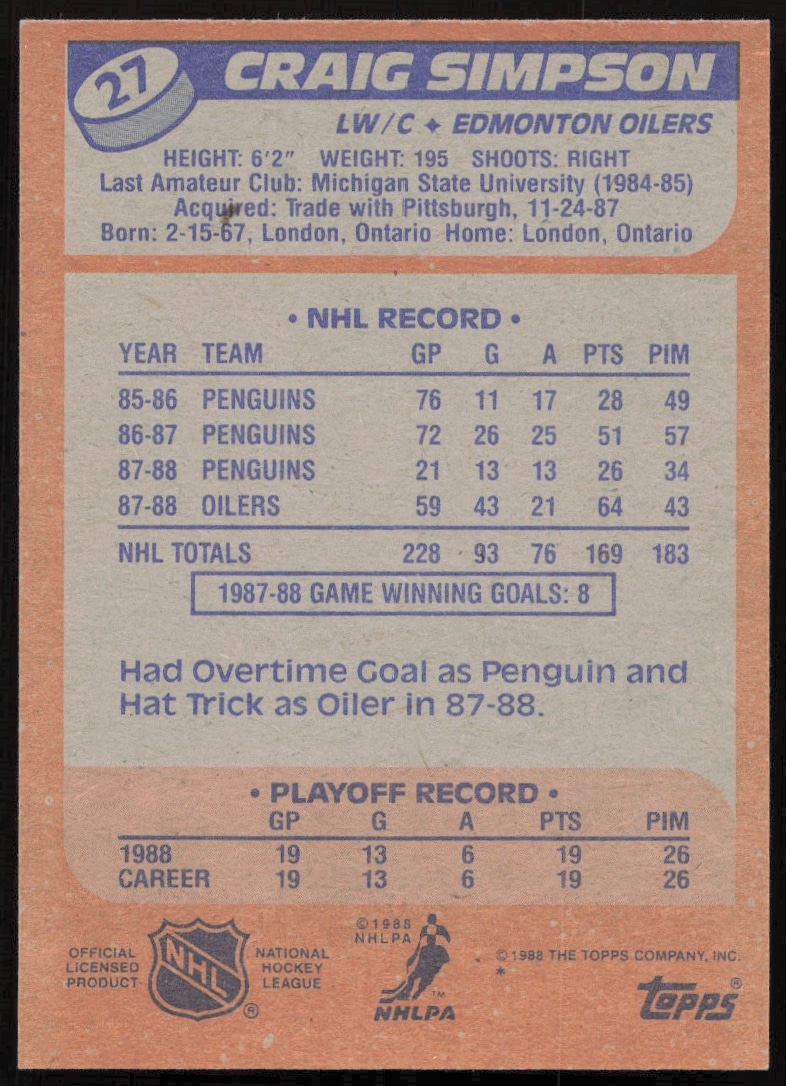 27
CRAIG SIMPSON
LW/C ✦ EDMONTON OILERS
HEIGHT: 6'2" WEIGHT: 195 SHOOTS: RIGHT
Last Amateur Club: Michigan State University (1984-85)
Acquired: Trade with Pittsburgh, 11-24-87
Born: 2-15-67, London, Ontario Home: London, Ontario
• NHL RECORD •
YEAR TEAM GP G A PTS PIM
85-86 PENGUINS 76 11 17 28 49
86-87 PENGUINS 72 26 25 51 57
87-88 PENGUINS 21 13 13 26 34
87-88 OILERS 59 43 21 64 43
NHL TOTALS 228 93 76 169 183
1987-88 GAME WINNING GOALS: 8
Had Overtime Goal as Penguin and
Hat Trick as Oiler in 87-88.
• PLAYOFF RECORD •
GP G A PTS PIM
1988 19 13 6 19 26
CAREER 19 13 6 19 26
OFFICIAL
LICENSED
PRODUCT
NHL
®
NATIONAL
HOCKEY
LEAGUE
©1988
NHLPA
™
NHLPA
©1988 THE TOPPS COMPANY, INC.
*
topps®